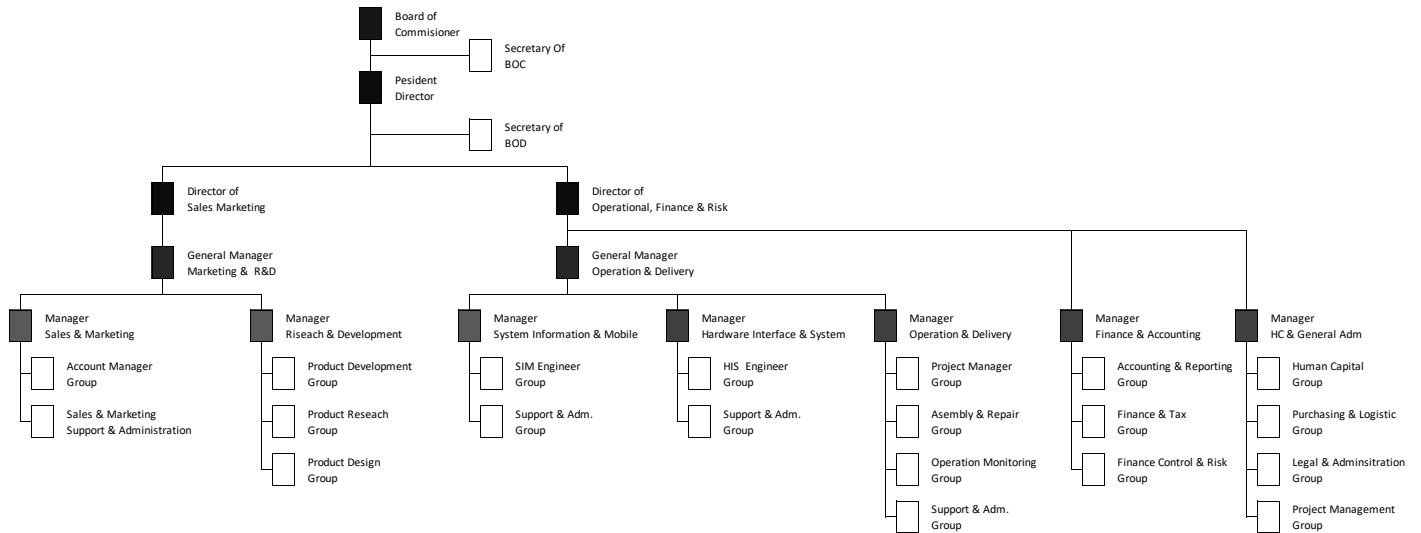 Board of
Commisioner
Secretary Of
BOC
Pesident
Director
Secretary of
BOD
Director of
Sales Marketing
Director of
Operational, Finance & Risk
General Manager
Marketing & R&D
General Manager
Operation & Delivery
Manager
Sales & Marketing
Manager
Riseach & Development
Manager
System Information & Mobile
Manager
Hardware Interface & System
Manager
Operation & Delivery
Manager
Finance & Accounting
Manager
HC & General Adm
Account Manager
Group
Product Development
Group
SIM Engineer
Group
HIS Engineer
Group
Project Manager
Group
Accounting & Reporting
Group
Human Capital
Group
Sales & Marketing
Support & Administration
Product Reseach
Group
Support & Adm.
Group
Support & Adm.
Group
Asembly & Repair
Group
Finance & Tax
Group
Purchasing & Logistic
Group
Product Design
Group
Operation Monitoring
Group
Finance Control & Risk
Group
Legal & Adminsitration
Group
Support & Adm.
Group
Project Management
Group